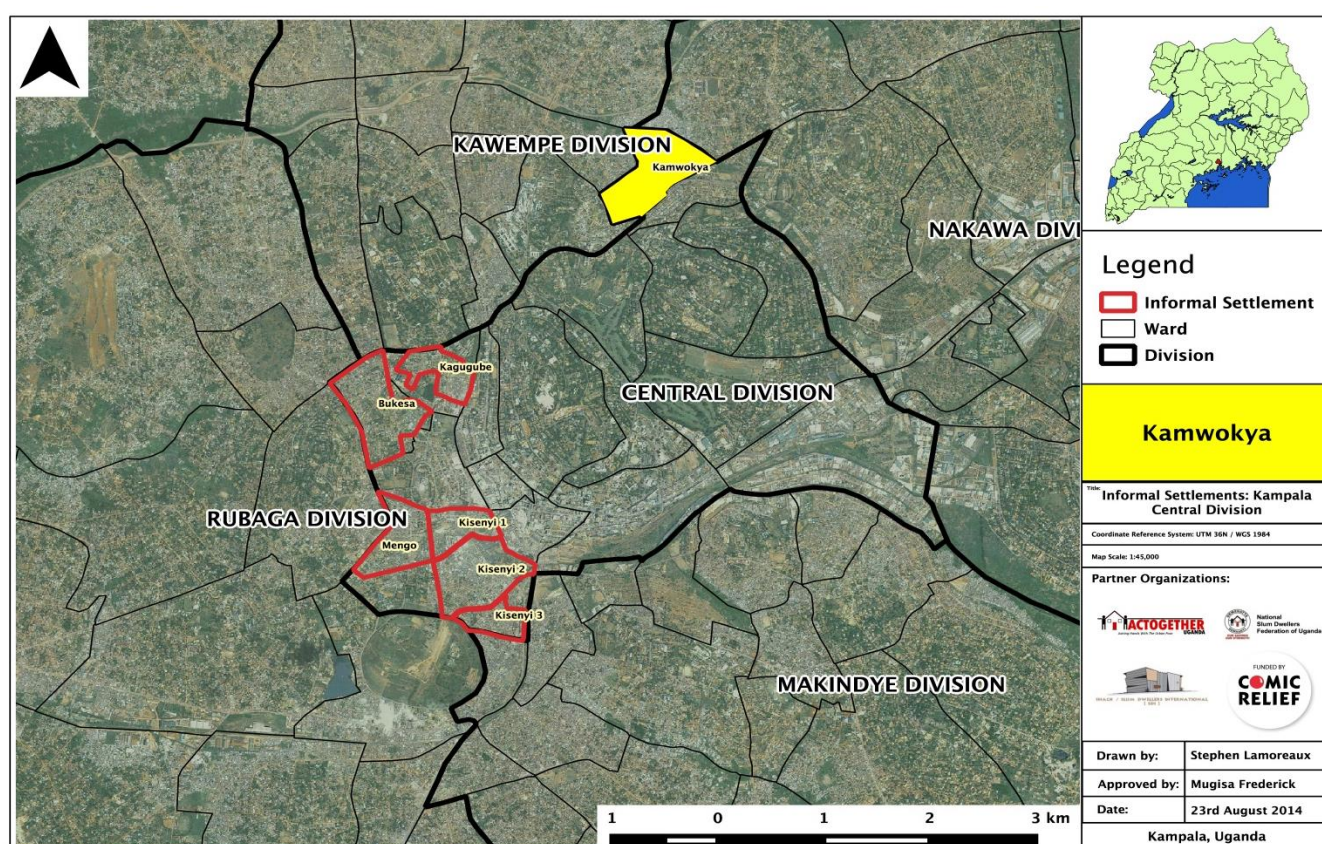 KAWEMPE DIVISION
Kamwokya
NAKAWA DIVI
Kagugube
Bukesa
CENTRAL DIVISION
RUBAGA DIVISION
Kisenyi 1
Mengo
Kisenyi 2
Kisenyi 3
MAKINDYE DIVISION
1 0 1 2 3 km
Legend
Informal Settlement
Ward
Division
Kamwokya
Title: Informal Settlements: Kampala
Central Division
Coordinate Reference System: UTM 36N / WGS 1984
Map Scale: 1:45,000
Partner Organizations:
ACTOGETHER
UGANDA
National
Slum Dwellers
Federation of Uganda
FUNDED BY
COMIC
RELIEF
Drawn by: Stephen Lamoreaux
Approved by: Mugisa Frederick
Date: 23rd August 2014
Kampala, Uganda